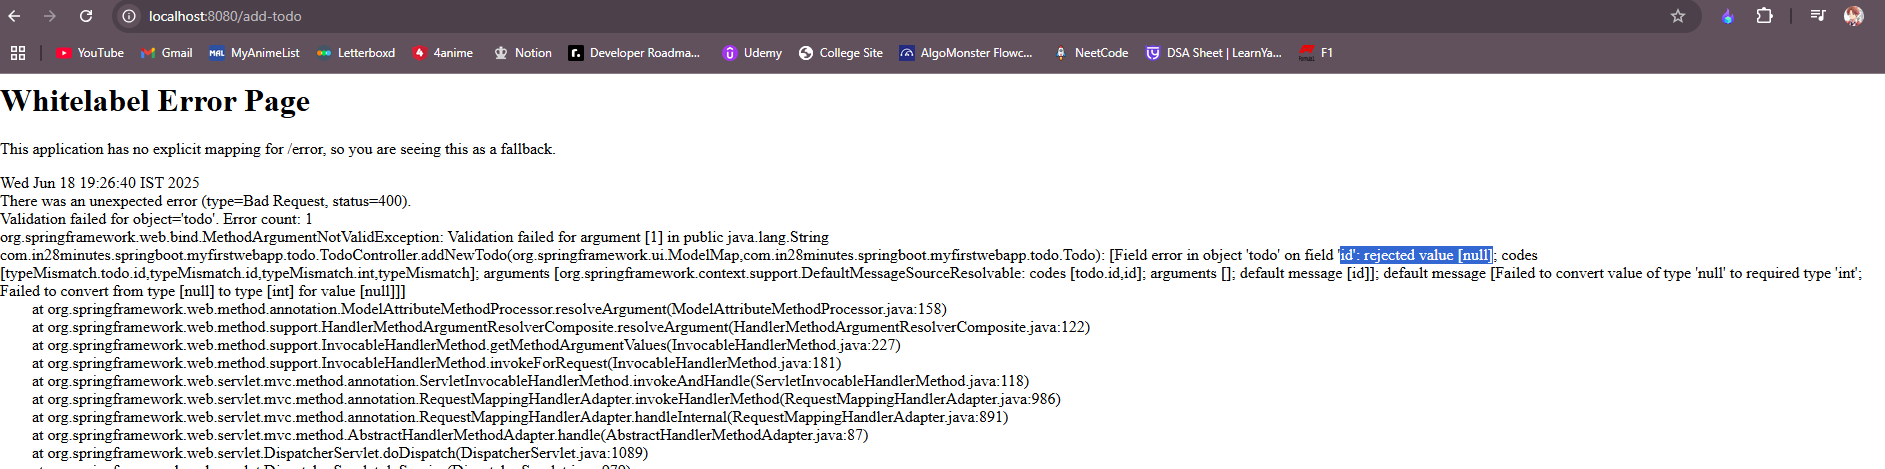 localhost:8080/add-todo
YouTube Gmail MyAnimeList Letterboxd 4anime Notion Developer Roadma... Udemy College Site AlgoMonster Flowc... NeetCode DSA Sheet | LearnYa... F1
Whitelabel Error Page
This application has no explicit mapping for /error, so you are seeing this as a fallback.
Wed Jun 18 19:26:40 IST 2025
There was an unexpected error (type=Bad Request, status=400).
Validation failed for object='todo'. Error count: 1
org.springframework.web.bind.MethodArgumentNotValidException: Validation failed for argument [1] in public java.lang.String
com.in28minutes.springboot.myfirstwebapp.todo.TodoController.addNewTodo(org.springframework.ui.ModelMap,com.in28minutes.springboot.myfirstwebapp.todo.Todo): [Field error in object 'todo' on field 'id': rejected value [null]; codes
[typeMismatch.todo.id,typeMismatch.id,typeMismatch.int,typeMismatch]; arguments [org.springframework.context.support.DefaultMessageSourceResolvable: codes [todo.id,id]; arguments []; default message [id]]; default message [Failed to convert value of type 'null' to required type 'int';
Failed to convert from type [null] to type [int] for value [null]]]
at org.springframework.web.method.annotation.ModelAttributeMethodProcessor.resolveArgument(ModelAttributeMethodProcessor.java:158)
at org.springframework.web.method.support.HandlerMethodArgumentResolverComposite.resolveArgument(HandlerMethodArgumentResolverComposite.java:122)
at org.springframework.web.method.support.InvocableHandlerMethod.getMethodArgumentValues(InvocableHandlerMethod.java:227)
at org.springframework.web.method.support.InvocableHandlerMethod.invokeForRequest(InvocableHandlerMethod.java:181)
at org.springframework.web.servlet.mvc.method.annotation.ServletInvocableHandlerMethod.invokeAndHandle(ServletInvocableHandlerMethod.java:118)
at org.springframework.web.servlet.mvc.method.annotation.RequestMappingHandlerAdapter.invokeHandlerMethod(RequestMappingHandlerAdapter.java:986)
at org.springframework.web.servlet.mvc.method.annotation.RequestMappingHandlerAdapter.handleInternal(RequestMappingHandlerAdapter.java:891)
at org.springframework.web.servlet.mvc.method.AbstractHandlerMethodAdapter.handle(AbstractHandlerMethodAdapter.java:87)
at org.springframework.web.servlet.DispatcherServlet.doDispatch(DispatcherServlet.java:1089)